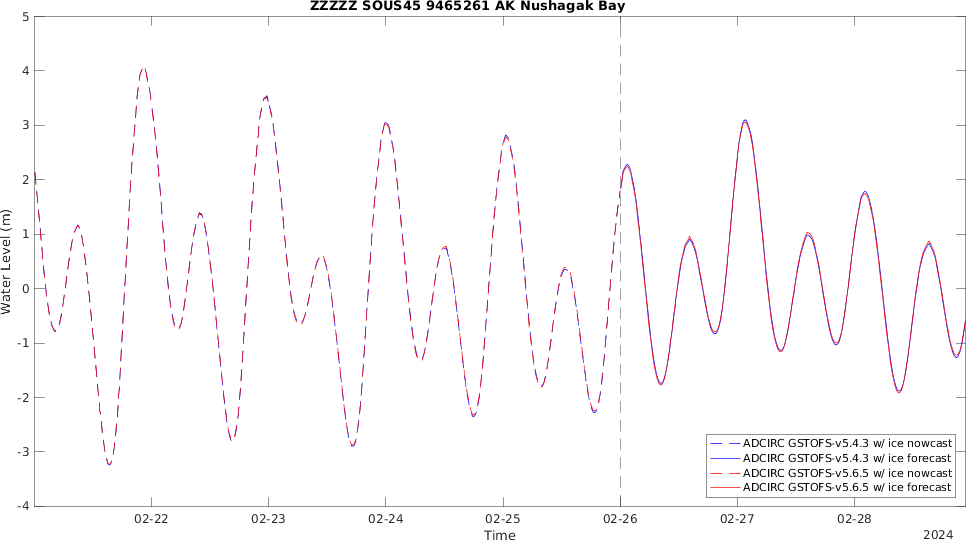 ZZZZZ SOUS45 9465261 AK Nushagak Bay
5
4
3
2
1
0
-1
-2
-3
-4
Water Level (m)
02-22
02-23
02-24
02-25
02-26
02-27
02-28
Time
2024
ADCIRC GSTOFS-v5.4.3 w/ ice nowcast
ADCIRC GSTOFS-v5.4.3 w/ ice forecast
ADCIRC GSTOFS-v5.6.5 w/ ice nowcast
ADCIRC GSTOFS-v5.6.5 w/ ice forecast